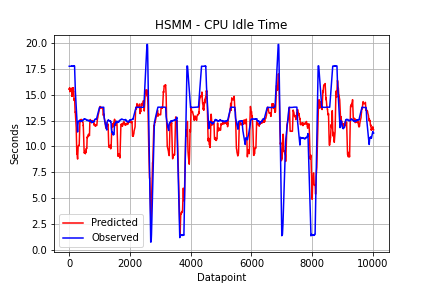 HSMM - CPU Idle Time
20.0
17.5
15.0
12.5
10.0
7.5
5.0
2.5
0.0
Seconds
Predicted
Observed
0 2000 4000 6000 8000 10000
Datapoint